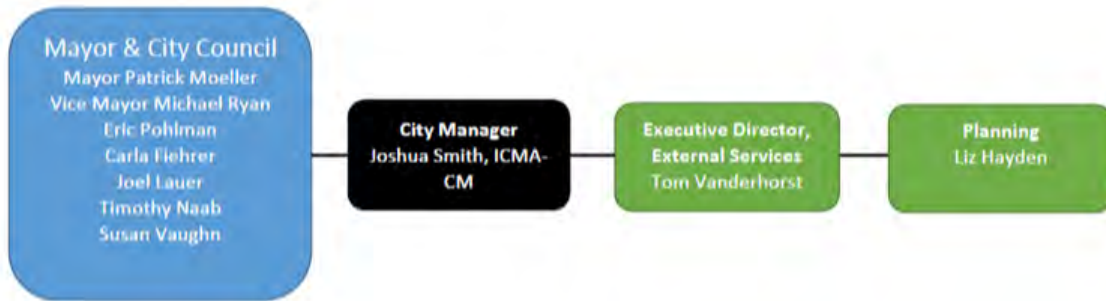 Mayor & City Council
Mayor Patrick Moeller
Vice Mayor Michael Ryan
Eric Pohlman
Carla Fiehrer
Joel Lauer
Timothy Naab
Susan Vaughn
City Manager
Joshua Smith, ICMA-
CM
Executive Director,
External Services
Tom Vanderhorst
Planning
Liz Hayden